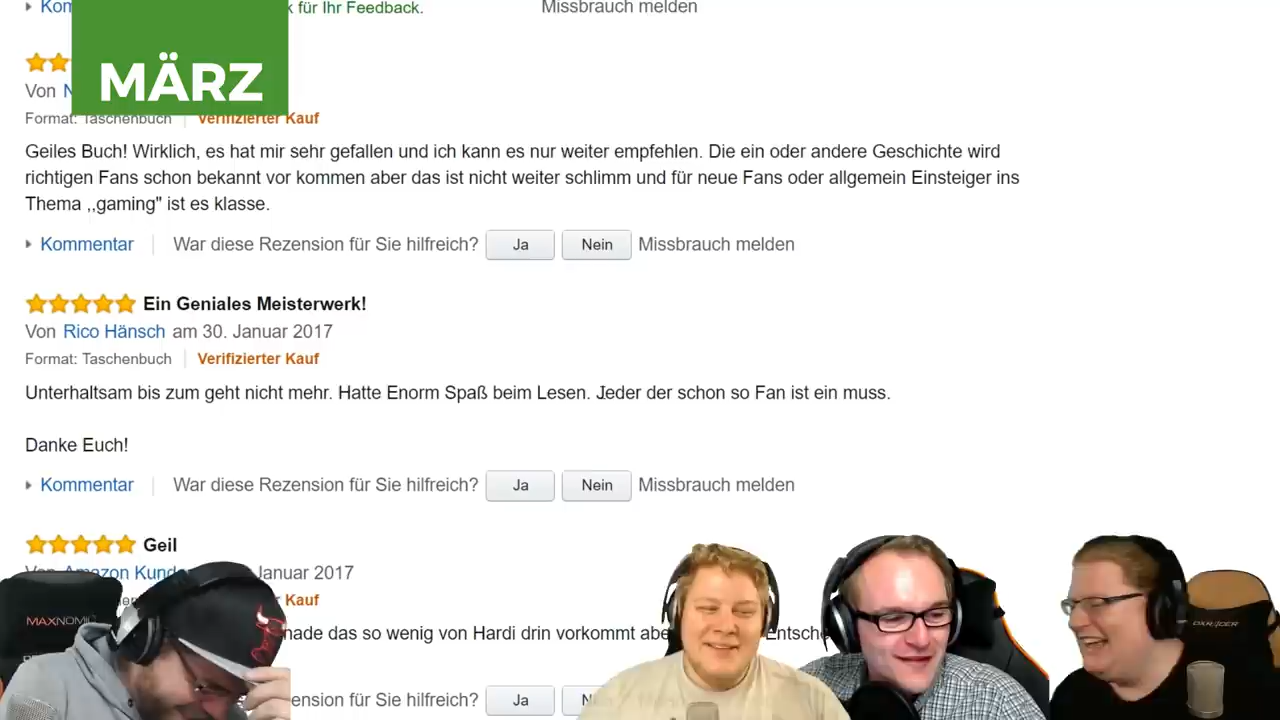 für Ihr Feedback.
Missbrauch melden
MÄRZ
Von
Format: Taschenbuch
Verifizierter Kauf
Geiles Buch! Wirklich, es hat mir sehr gefallen und ich kann es nur weiter empfehlen. Die ein oder andere Geschichte wird
richtigen Fans schon bekannt vor kommen aber das ist nicht weiter schlimm und für neue Fans oder allgemein Einsteiger ins
Thema ,,gaming" ist es klasse.
Kommentar War diese Rezension für Sie hilfreich? Ja Nein Missbrauch melden
Ein Geniales Meisterwerk!
Von Rico Hänsch am 30. Januar 2017
Format: Taschenbuch Verifizierter Kauf
Unterhaltsam bis zum geht nicht mehr. Hatte Enorm Spaß beim Lesen. Jeder der schon so Fan ist ein muss.
Danke Euch!
Kommentar War diese Rezension für Sie hilfreich? Ja Nein Missbrauch melden
Geil
Von Amazon Januar 2017
Kauf
das so wenig von Hardi drin vorkommt
für Sie hilfreich? Ja
MAXNOMIC
DXRACER